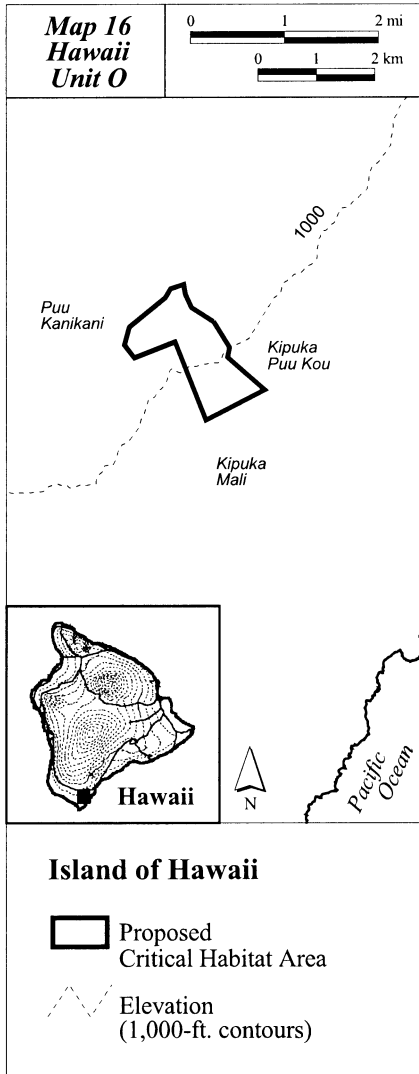 Map 16
Hawaii
Unit O
0 1 2 mi
0 1 2 km
1000
Puu
Kanikani
Kipuka
Puu Kou
Kipuka
Mali
Hawaii
N
Pacific
Ocean
Island of Hawaii
Proposed
Critical Habitat Area
Elevation
(1,000-ft. contours)